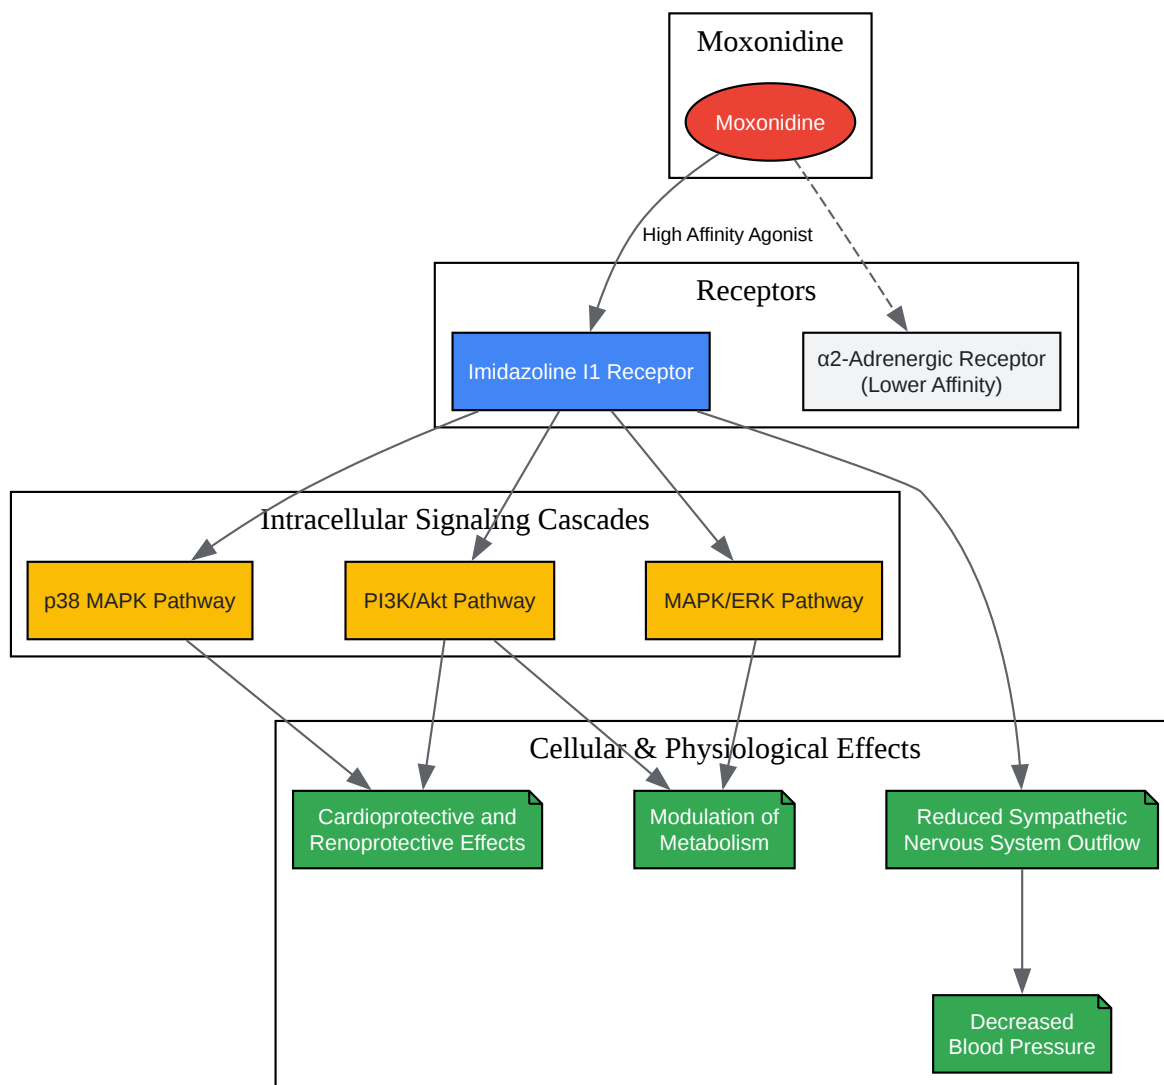 Moxonidine
Moxonidine
High Affinity Agonist
Receptors
Imidazoline I1 Receptor
α2-Adrenergic Receptor
(Lower Affinity)
Intracellular Signaling Cascades
p38 MAPK Pathway
PI3K/Akt Pathway
MAPK/ERK Pathway
Cellular & Physiological Effects
Cardioprotective and
Renoprotective Effects
Modulation of
Metabolism
Reduced Sympathetic
Nervous System Outflow
Decreased
Blood Pressure